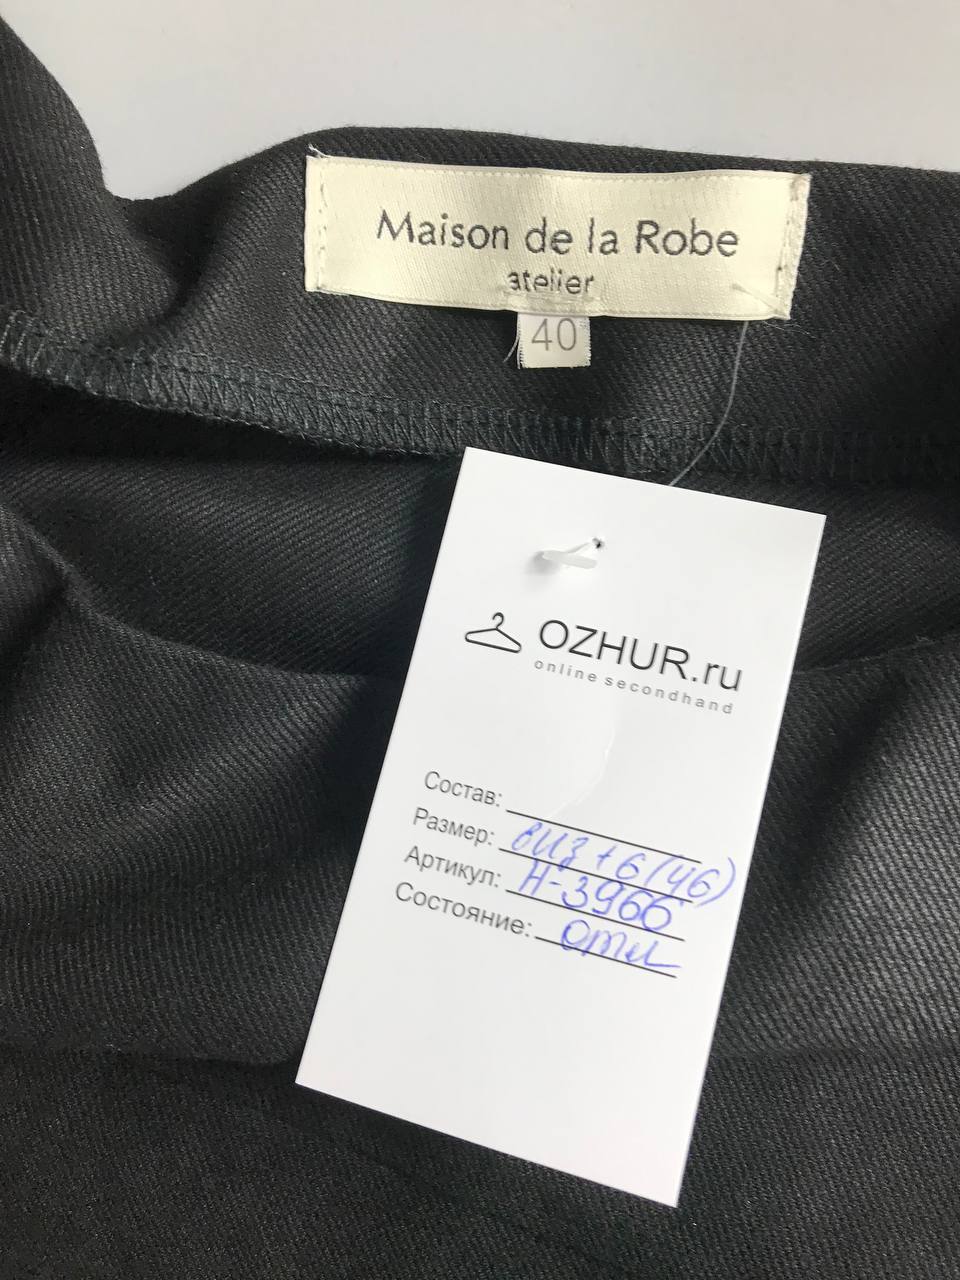 Maison de la Robe
atelier
40
OZHUR.ru
online secondhand
Состав:
Размер: виз +6 (46)
Артикул: Н-3966
Состояние: отл